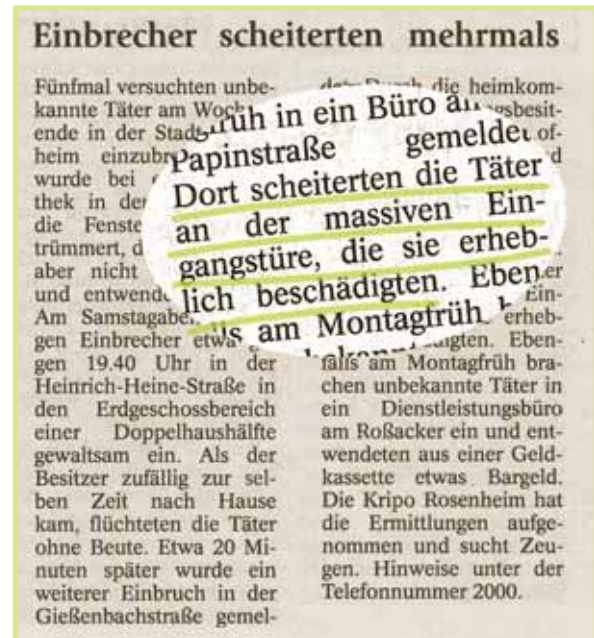 Einbrecher scheiterten mehrmals
Fünfmal versuchten unbe-
kannte Täter am
ende in der
heim
wurde bei
thek in der
die
trümmert,
aber nicht
und
Am
gen Einbrecher etwa
gen 19.40 Uhr in der
Heinrich-Heine-Straße in
den Erdgeschossbereich
einer Doppelhaushälfte
gewaltsam ein. Als der
Besitzer zufällig zur sel-
ben Zeit nach Hause
kam, flüchteten die Täter
ohne Beute. Etwa 20 Mi-
nuten später wurde ein
weiterer Einbruch in der
Gießenbachstraße gemel-
früh in ein Büro an
Papinstraße gemeldet
Dort scheiterten die Täter
an der massiven Ein-
gangstüre, die sie erheb-
lich beschädigten. Eben
am Montagfrüh
Durch die heimkom-
of-
Ein-
erheb-
Eben-
falls am Montagfrüh bra-
chen unbekannte Täter in
ein Dienstleistungsbüro
am Roßacker ein und ent-
wendeten aus einer Geld-
kassette etwas Bargeld.
Die Kripo Rosenheim hat
die Ermittlungen aufge-
nommen und sucht Zeu-
gen. Hinweise unter der
Telefonnummer 2000.